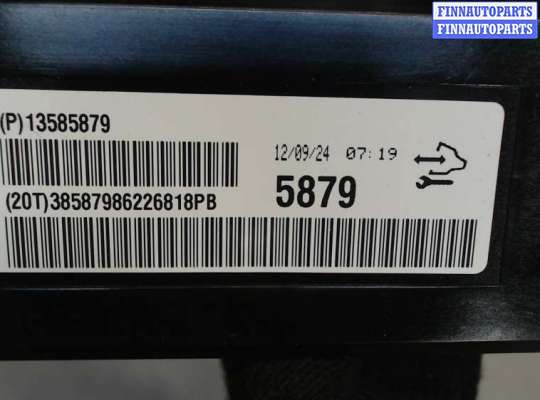 FINNAUTOPARTS
FINNAUTOPARTS
(P)13585879
12/09/24 07:19
5879
(20T)38587986226818PB